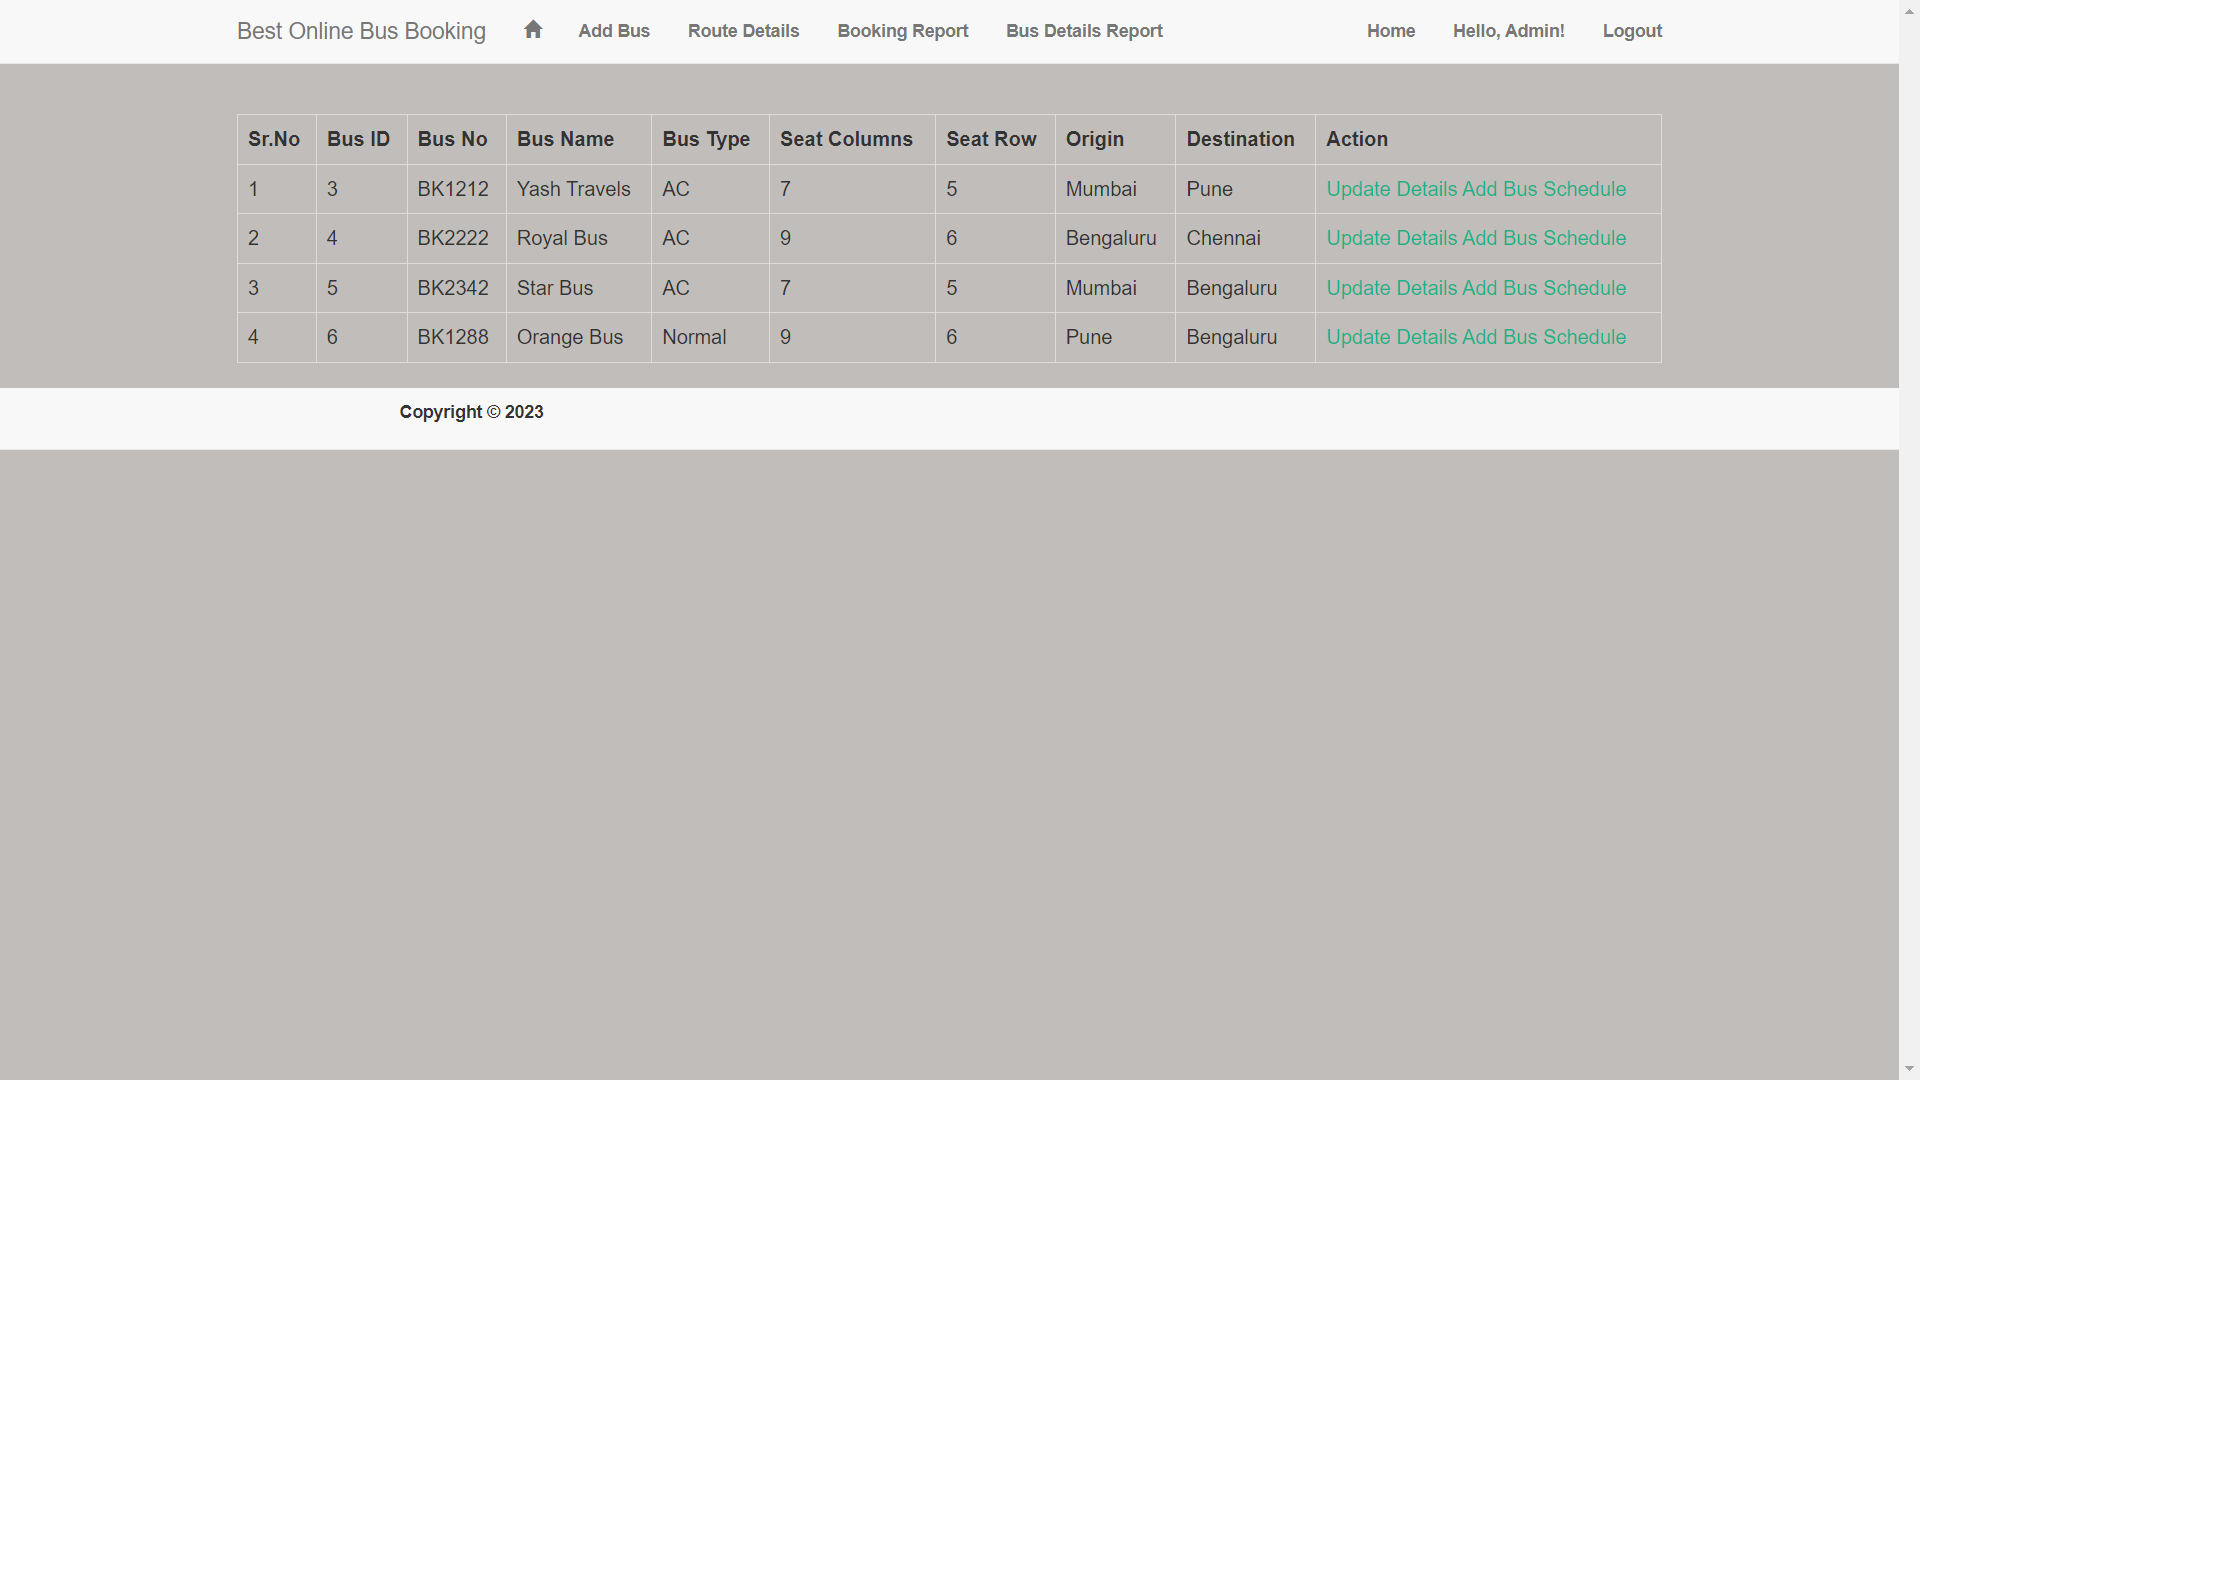 Best Online Bus Booking Add Bus Route Details Booking Report Bus Details Report Home Hello, Admin! Logout
Sr.No Bus ID Bus No Bus Name Bus Type Seat Columns Seat Row Origin Destination Action
1 3 BK1212 Yash Travels AC 7 5 Mumbai Pune Update Details Add Bus Schedule
2 4 BK2222 Royal Bus AC 9 6 Bengaluru Chennai Update Details Add Bus Schedule
3 5 BK2342 Star Bus AC 7 5 Mumbai Bengaluru Update Details Add Bus Schedule
4 6 BK1288 Orange Bus Normal 9 6 Pune Bengaluru Update Details Add Bus Schedule
Copyright © 2023